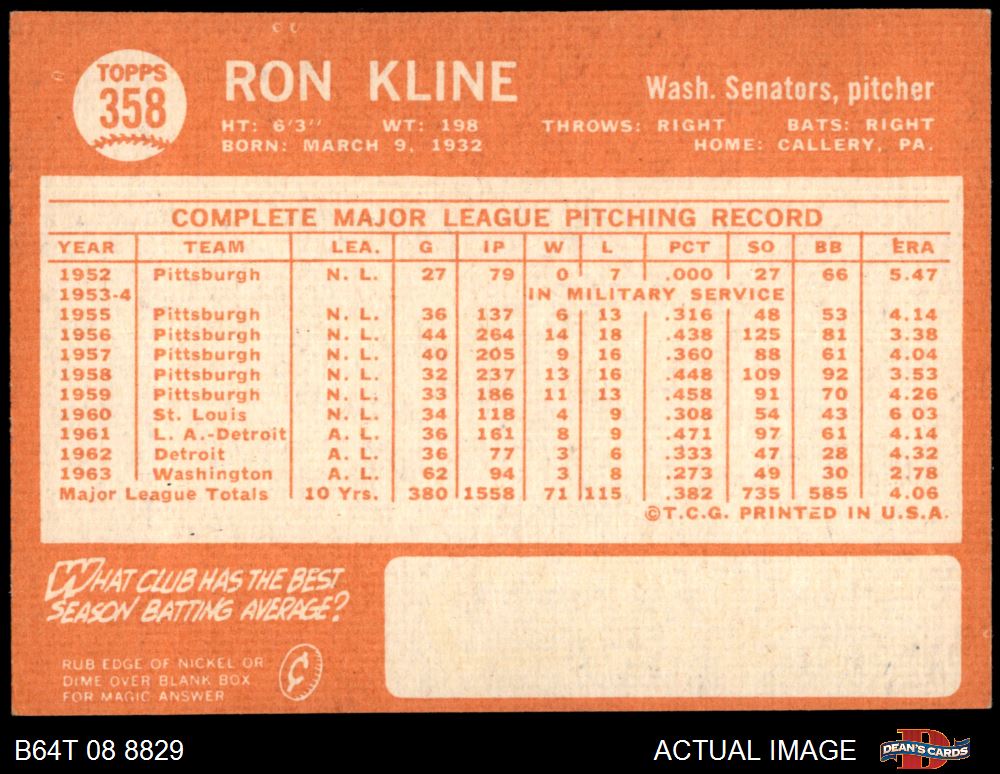 TOPPS
358
RON KLINE
Wash. Senators, pitcher
HT: 6'3" WT: 198 THROWS: RIGHT BATS: RIGHT
BORN: MARCH 9, 1932 HOME: CALLERY, PA.
COMPLETE MAJOR LEAGUE PITCHING RECORD
YEAR TEAM LEA. G IP W L PCT SO BB ERA
1952 Pittsburgh N. L. 27 79 0 7 .000 27 66 5.47
1953-4 IN MILITARY SERVICE
1955 Pittsburgh N. L. 36 137 6 13 .316 48 53 4.14
1956 Pittsburgh N. L. 44 264 14 18 .438 125 81 3.38
1957 Pittsburgh N. L. 40 205 9 16 .360 88 61 4.04
1958 Pittsburgh N. L. 32 237 13 16 .448 109 92 3.53
1959 Pittsburgh N. L. 33 186 11 13 .458 91 70 4.26
1960 St. Louis N. L. 34 118 4 9 .308 54 43 6 03
1961 L. A.-Detroit A. L. 36 161 8 9 .471 97 61 4.14
1962 Detroit A. L. 36 77 3 6 .333 47 28 4.32
1963 Washington A. L. 62 94 3 8 .273 49 30 2.78
Major League Totals 10 Yrs. 380 1558 71 115 .382 735 585 4.06
©T.C.G. PRINTED IN U.S.A.
WHAT CLUB HAS THE BEST
SEASON BATTING AVERAGE?
RUB EDGE OF NICKEL OR
DIME OVER BLANK BOX
FOR MAGIC ANSWER
¢
B64T 08 8829
ACTUAL IMAGE
D
DEAN'S CARDS